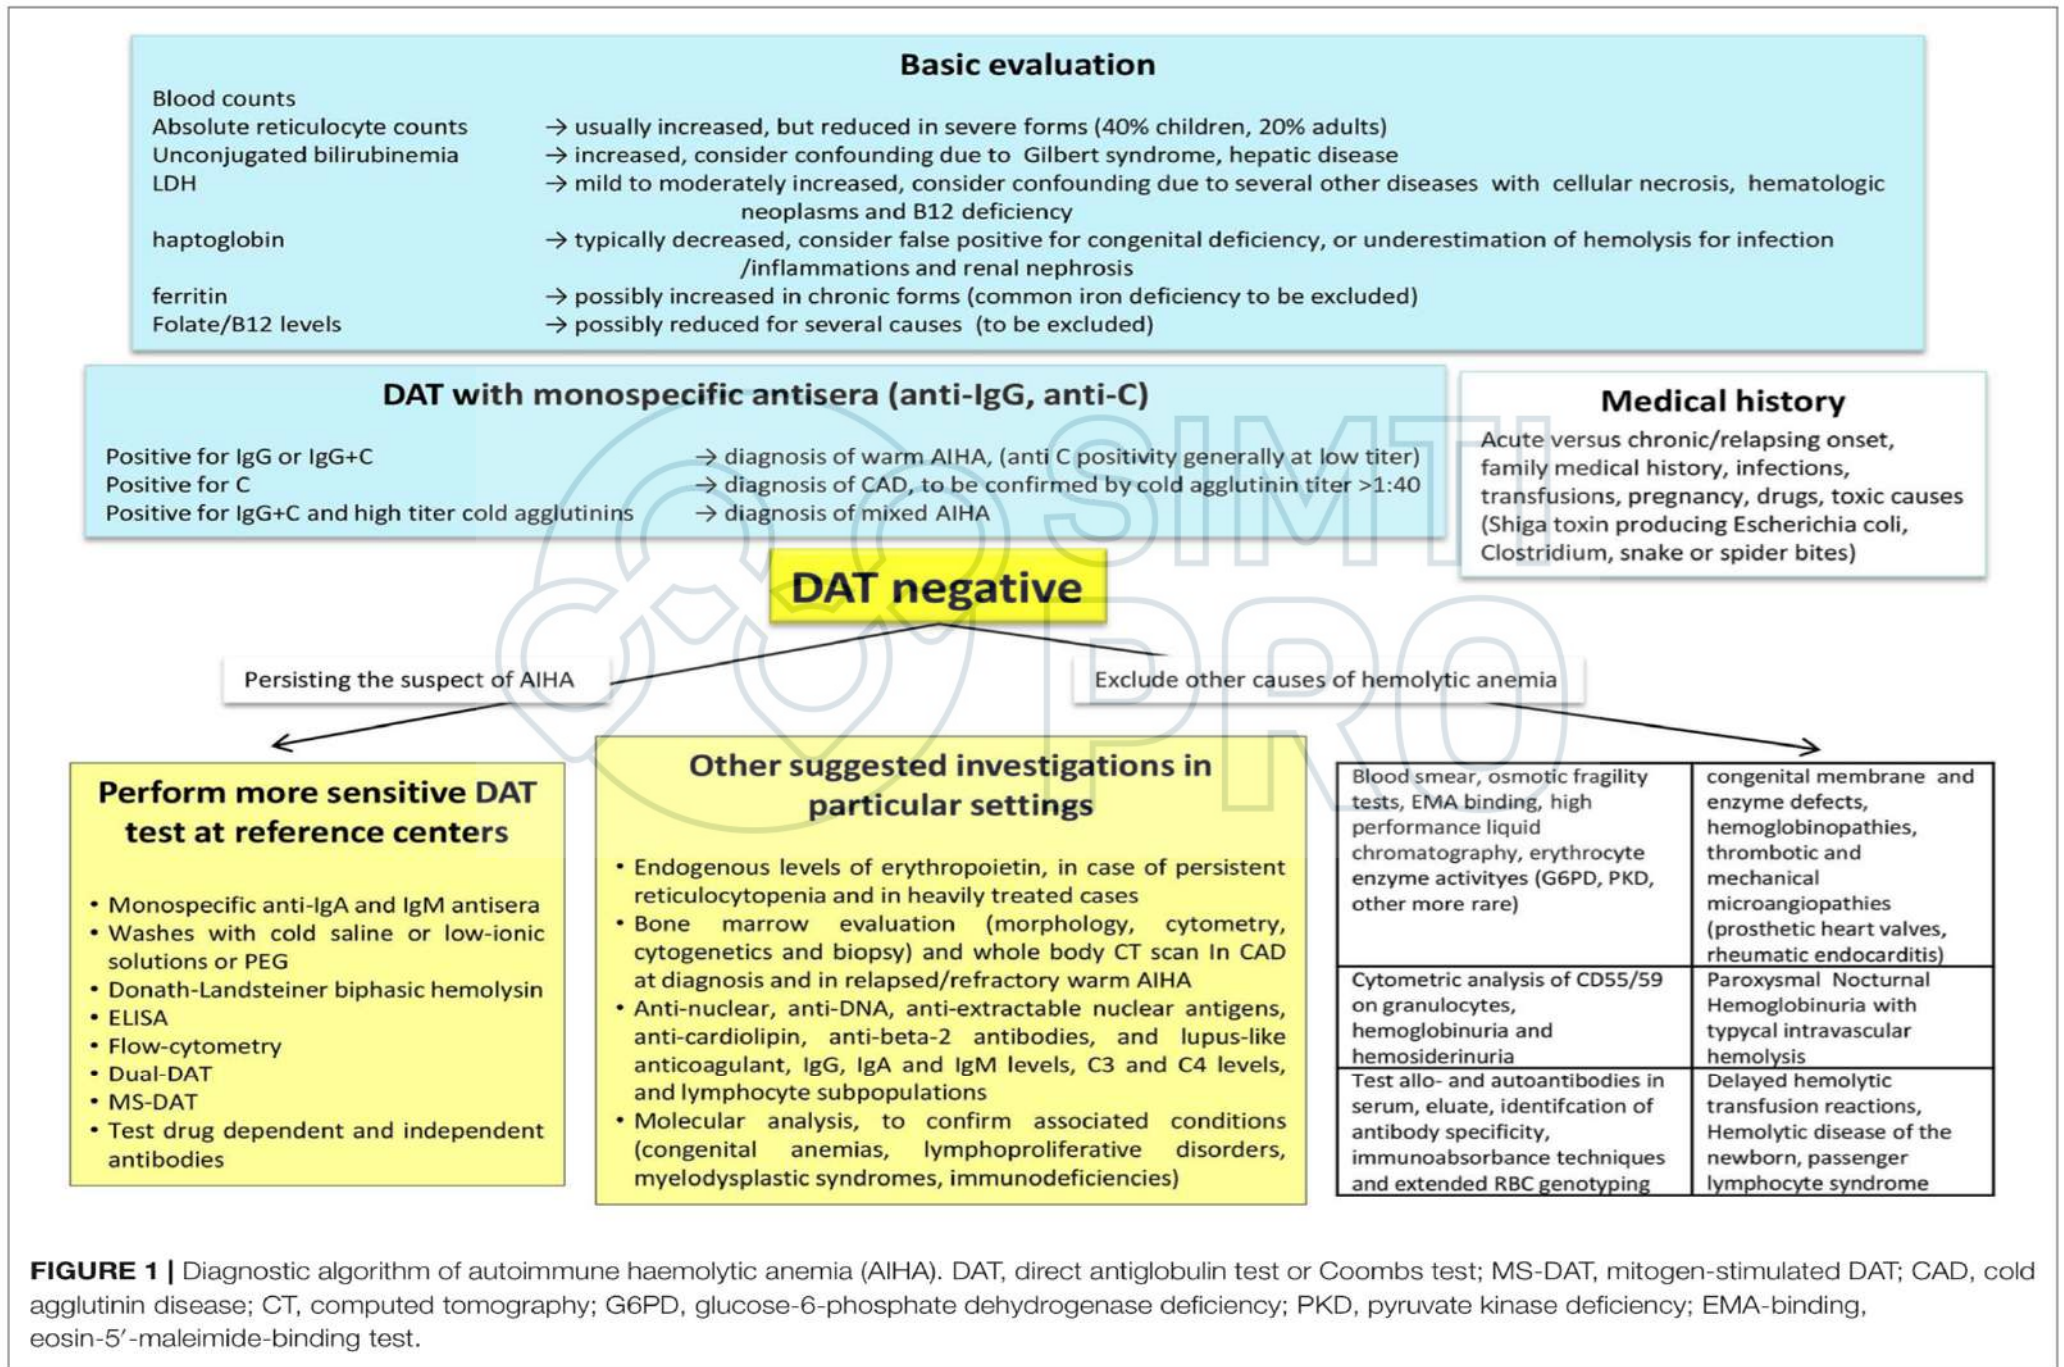 Basic evaluation
Blood counts
Absolute reticulocyte counts → usually increased, but reduced in severe forms (40% children, 20% adults)
Unconjugated bilirubinemia → increased, consider confounding due to Gilbert syndrome, hepatic disease
LDH → mild to moderately increased, consider confounding due to several other diseases with cellular necrosis, hematologic
neoplasms and B12 deficiency
haptoglobin → typically decreased, consider false positive for congenital deficiency, or underestimation of hemolysis for infection
/inflammations and renal nephrosis
ferritin → possibly increased in chronic forms (common iron deficiency to be excluded)
Folate/B12 levels → possibly reduced for several causes (to be excluded)
DAT with monospecific antisera (anti-IgG, anti-C)
Positive for IgG or IgG+C → diagnosis of warm AIHA, (anti C positivity generally at low titer)
Positive for C → diagnosis of CAD, to be confirmed by cold agglutinin titer >1:40
Positive for IgG+C and high titer cold agglutinins → diagnosis of mixed AIHA
Medical history
Acute versus chronic/relapsing onset,
family medical history, infections,
transfusions, pregnancy, drugs, toxic causes
(Shiga toxin producing Escherichia coli,
Clostridium, snake or spider bites)
SIMTI
PRO
DAT negative
Persisting the suspect of AIHA
Exclude other causes of hemolytic anemia
Perform more sensitive DAT
test at reference centers
• Monospecific anti-IgA and IgM antisera
• Washes with cold saline or low-ionic
solutions or PEG
• Donath-Landsteiner biphasic hemolysin
• ELISA
• Flow-cytometry
• Dual-DAT
• MS-DAT
• Test drug dependent and independent
antibodies
Other suggested investigations in
particular settings
• Endogenous levels of erythropoietin, in case of persistent
reticulocytopenia and in heavily treated cases
• Bone marrow evaluation (morphology, cytometry,
cytogenetics and biopsy) and whole body CT scan In CAD
at diagnosis and in relapsed/refractory warm AIHA
• Anti-nuclear, anti-DNA, anti-extractable nuclear antigens,
anti-cardiolipin, anti-beta-2 antibodies, and lupus-like
anticoagulant, IgG, IgA and IgM levels, C3 and C4 levels,
and lymphocyte subpopulations
• Molecular analysis, to confirm associated conditions
(congenital anemias, lymphoproliferative disorders,
myelodysplastic syndromes, immunodeficiencies)
Blood smear, osmotic fragility
tests, EMA binding, high
performance liquid
chromatography, erythrocyte
enzyme activityes (G6PD, PKD,
other more rare)
congenital membrane and
enzyme defects,
hemoglobinopathies,
thrombotic and
mechanical
microangiopathies
(prosthetic heart valves,
rheumatic endocarditis)
Cytometric analysis of CD55/59
on granulocytes,
hemoglobinuria and
hemosiderinuria
Paroxysmal Nocturnal
Hemoglobinuria with
typycal intravascular
hemolysis
Test allo- and autoantibodies in
serum, eluate, identifcation of
antibody specificity,
immunoabsorbance techniques
and extended RBC genotyping
Delayed hemolytic
transfusion reactions,
Hemolytic disease of the
newborn, passenger
lymphocyte syndrome
FIGURE 1 | Diagnostic algorithm of autoimmune haemolytic anemia (AIHA). DAT, direct antiglobulin test or Coombs test; MS-DAT, mitogen-stimulated DAT; CAD, cold
agglutinin disease; CT, computed tomography; G6PD, glucose-6-phosphate dehydrogenase deficiency; PKD, pyruvate kinase deficiency; EMA-binding,
eosin-5′-maleimide-binding test.